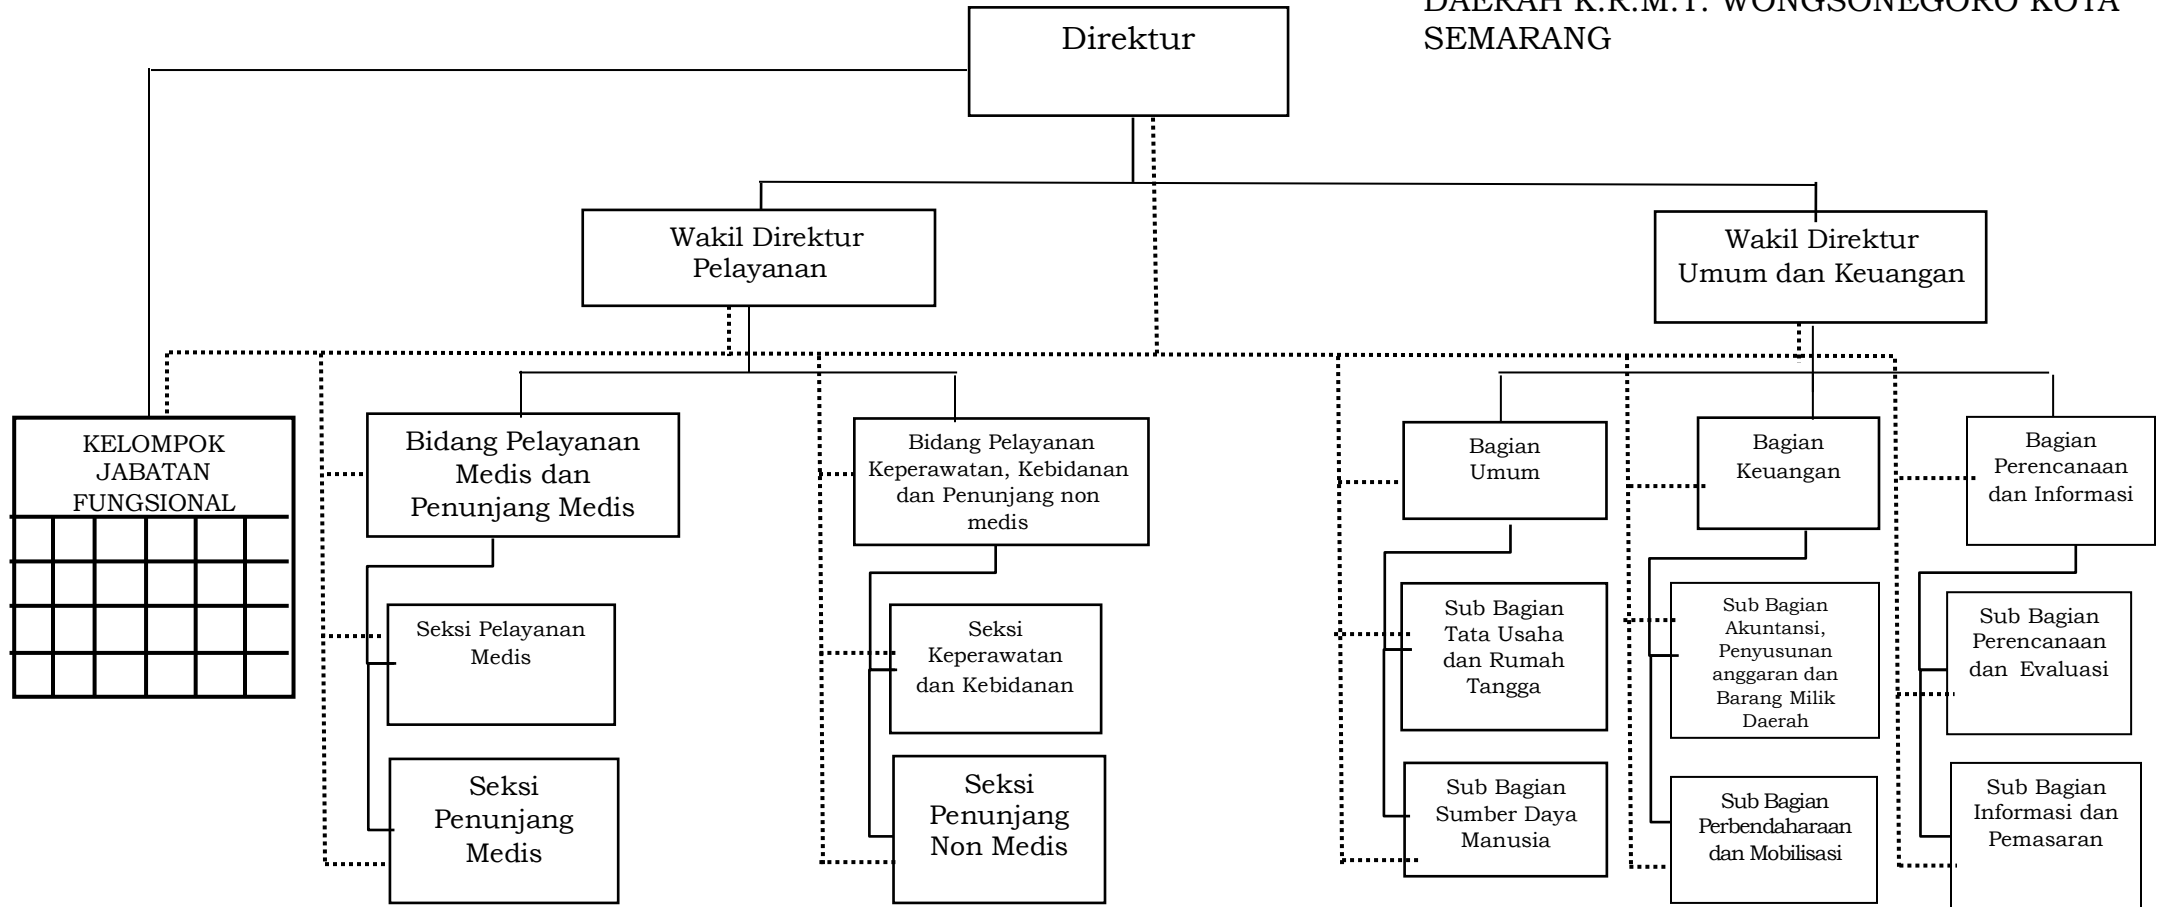 DAERAH K.R.M.T. WONGSONEGORO KOTA
SEMARANG
Direktur
Wakil Direktur
Pelayanan
Wakil Direktur
Umum dan Keuangan
KELOMPOK
JABATAN
FUNGSIONAL
Bidang Pelayanan
Medis dan
Penunjang Medis
Bidang Pelayanan
Keperawatan, Kebidanan
dan Penunjang non
medis
Bagian
Umum
Bagian
Keuangan
Bagian
Perencanaan
dan Informasi
Seksi Pelayanan
Medis
Seksi
Keperawatan
dan Kebidanan
Sub Bagian
Tata Usaha
dan Rumah
Tangga
Sub Bagian
Akuntansi,
Penyusunan
anggaran dan
Barang Milik
Daerah
Sub Bagian
Perencanaan
dan Evaluasi
Seksi
Penunjang
Medis
Seksi
Penunjang
Non Medis
Sub Bagian
Sumber Daya
Manusia
Sub Bagian
Perbendaharaan
dan Mobilisasi
Sub Bagian
Informasi dan
Pemasaran